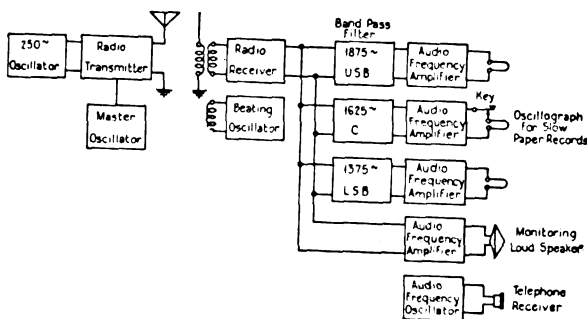 250~
Oscillator
Radio
Transmitter
Master
Oscillator
Radio
Receiver
Beating
Oscillator
Band Pass
Filter
1875~
USB
Audio
Frequency
Amplifier
1625~
C
Audio
Frequency
Amplifier
Key
Oscillograph
for Slow
Paper Records
1375~
LSB
Audio
Frequency
Amplifier
Audio
Frequency
Amplifier
Monitoring
Loud Speaker
Audio
Frequency
Oscillator
Telephone
Receiver